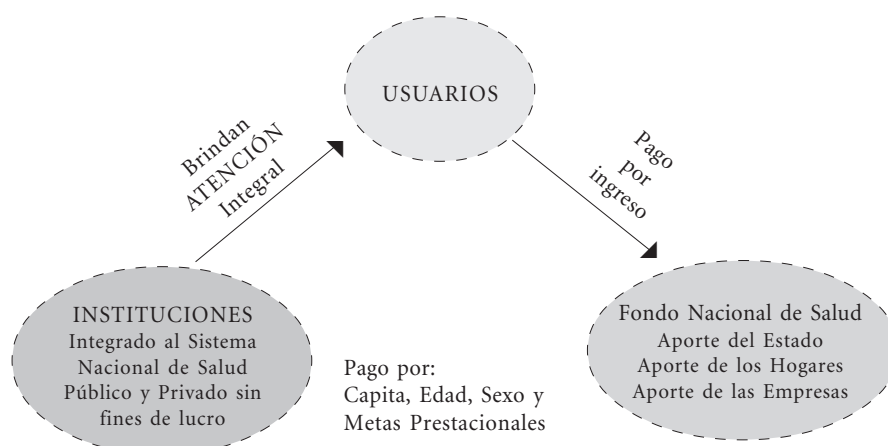 USUARIOS
Brindan
ATENCIÓN
Integral
Pago
por
ingreso
INSTITUCIONES
Integrado al Sistema
Nacional de Salud
Público y Privado sin
fines de lucro
Pago por:
Capita, Edad, Sexo y
Metas Prestacionales
Fondo Nacional de Salud
Aporte del Estado
Aporte de los Hogares
Aporte de las Empresas